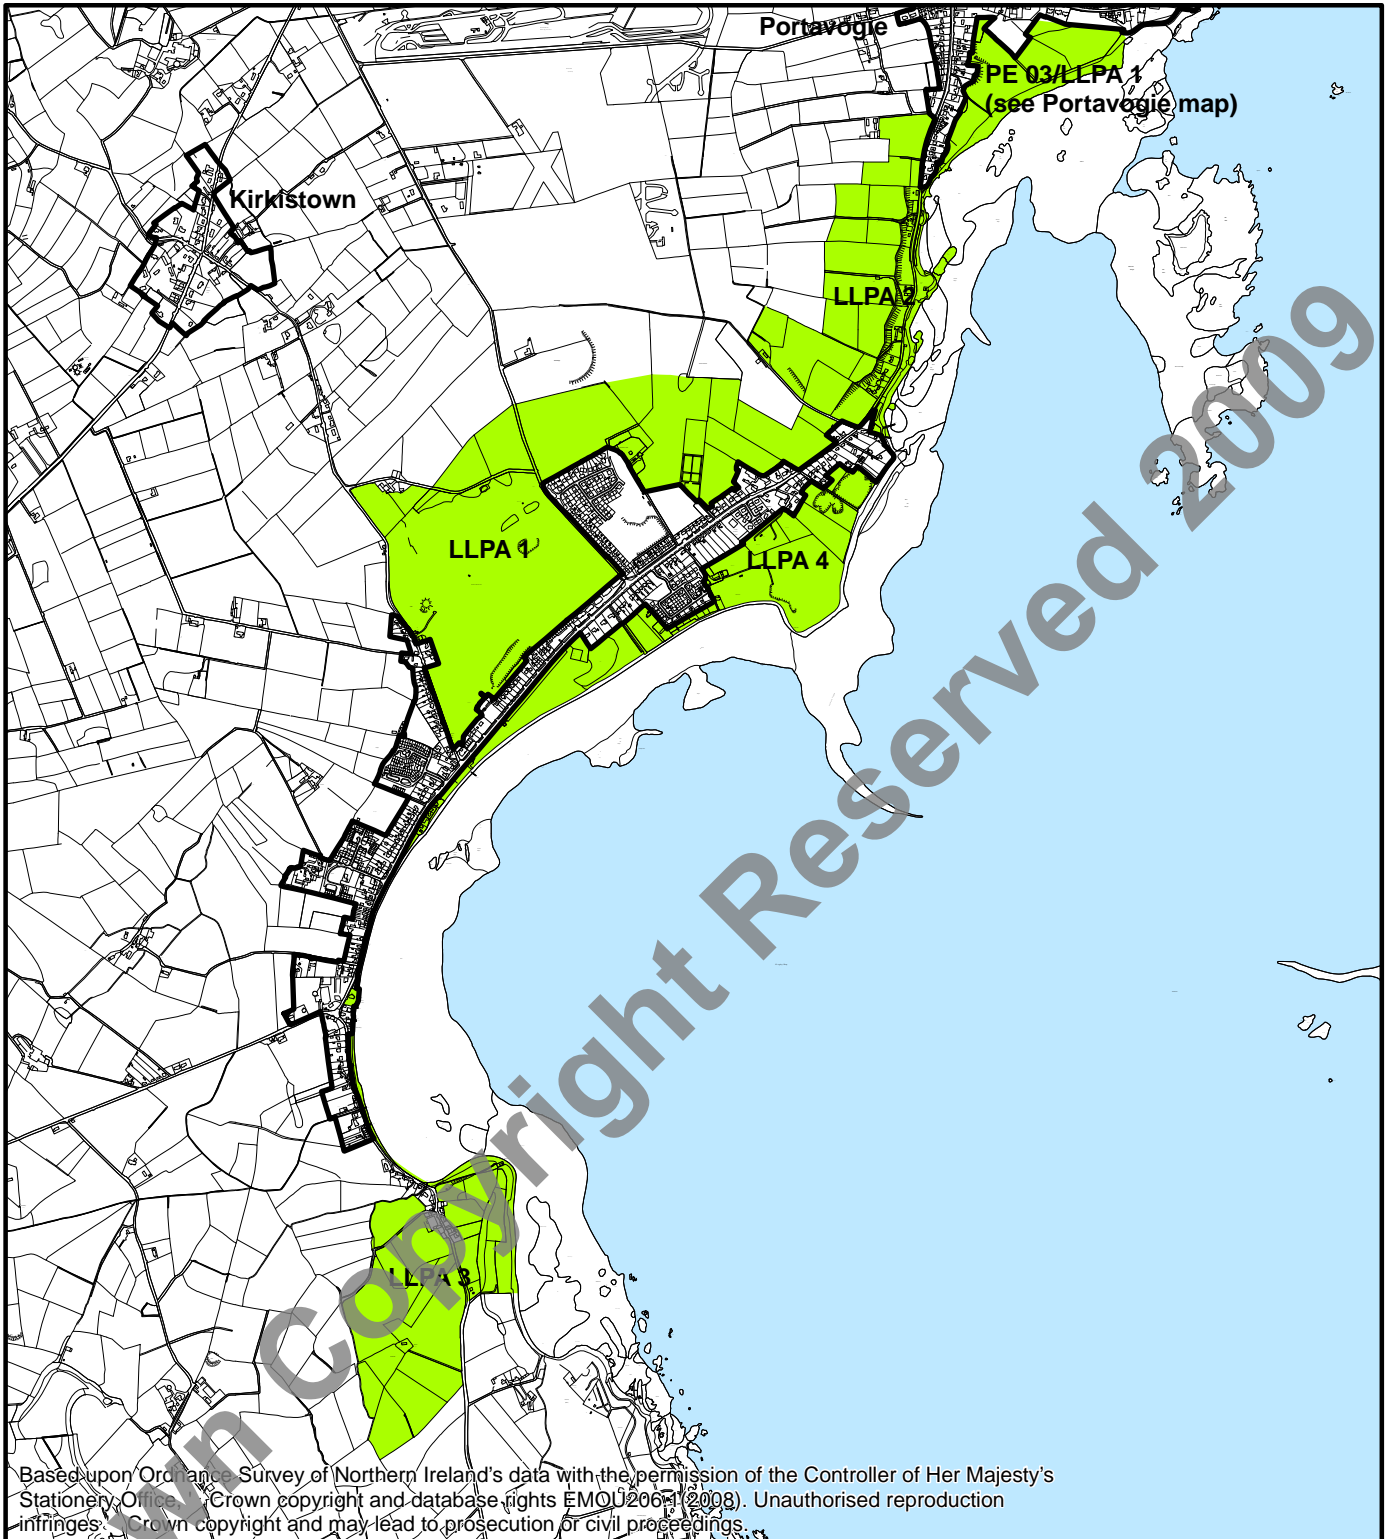 Portavogie
PE 03/LLPA 1
(see Portavogie map)
Kirkistown
LLPA 2
LLPA 1
LLPA 4
LLPA 3
wn Copyright Reserved 2009
Based upon Ordnance Survey of Northern Ireland's data with the permission of the Controller of Her Majesty's
Stationery Office, ' Crown copyright and database rights EMOU206.1(2008). Unauthorised reproduction
infringes Crown copyright and may lead to prosecution or civil proceedings.